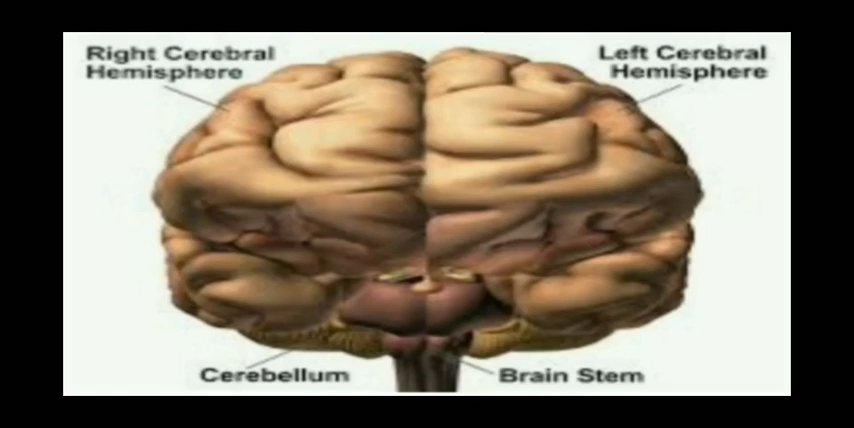 Right Cerebral
Hemisphere
Left Cerebral
Hemisphere
Cerebellum
Brain Stem